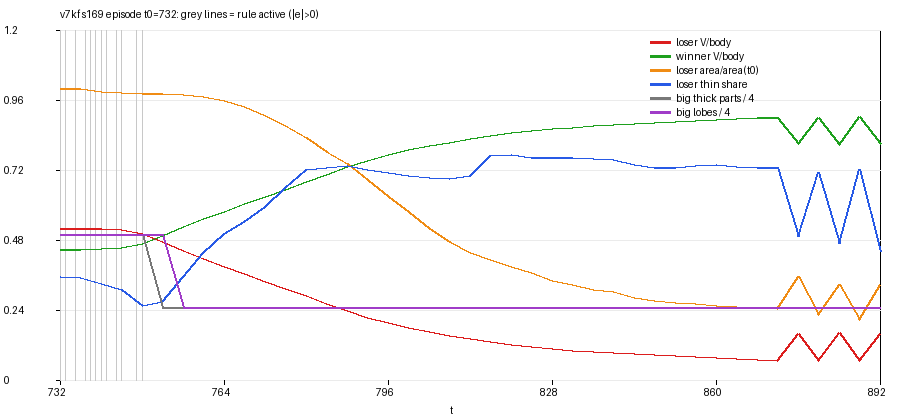 v7kf s169 episode t0=732: grey lines = rule active (|e|>0)
1.2
loser V/body
winner V/body
loser area/area(t0)
loser thin share
big thick parts / 4
big lobes / 4
0.96
0.72
0.48
0.24
0
732 764 796 828 860 892
t